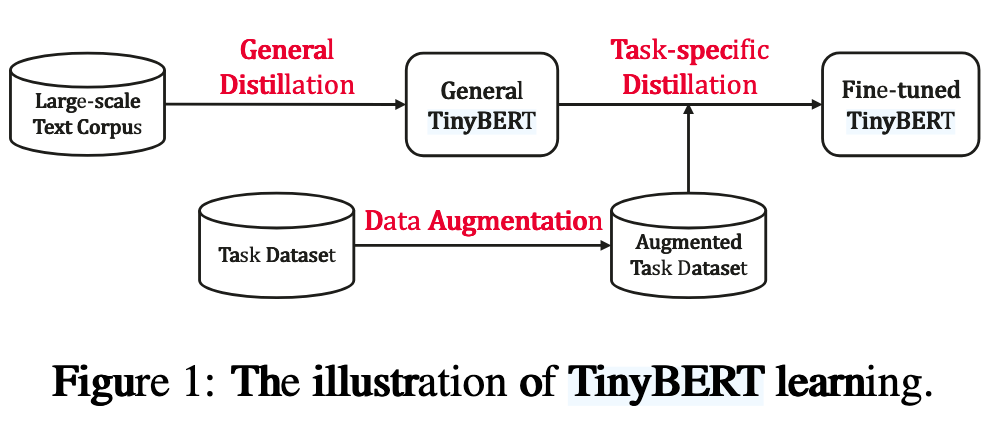 General
Distillation
Task-specific
Distillation
Large-scale
Text Corpus
General
TinyBERT
Fine-tuned
TinyBERT
Data Augmentation
Task Dataset
Augmented
Task Dataset
Figure 1: The illustration of TinyBERT learning.